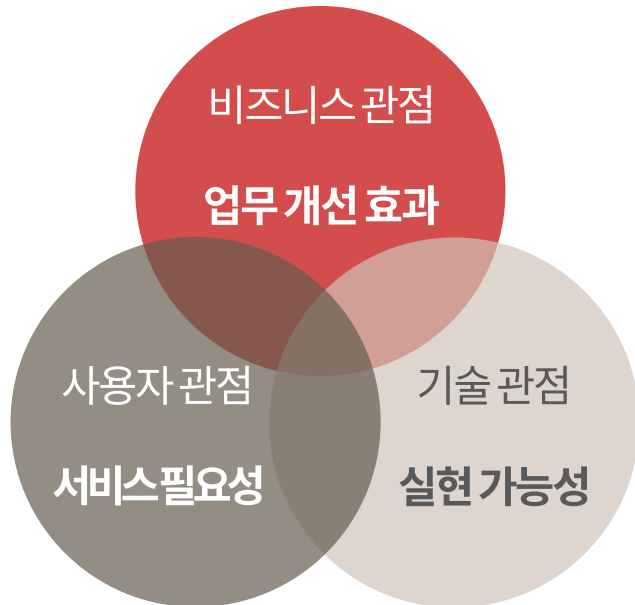 비즈니스 관점
업무 개선 효과
사용자 관점
서비스 필요성
기술 관점
실현 가능성